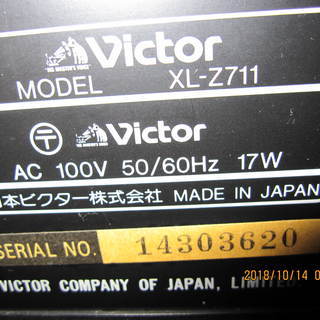 "HIS MASTER'S VOICE" Victor
MODEL XL-Z711
〒 Victor
AC 100V 50/60Hz 17W
本ビクター株式会社 MADE IN JAPAN
SERIAL NO. 14303620
2018/10/14 0
VICTOR COMPANY OF JAPAN, LIMITED